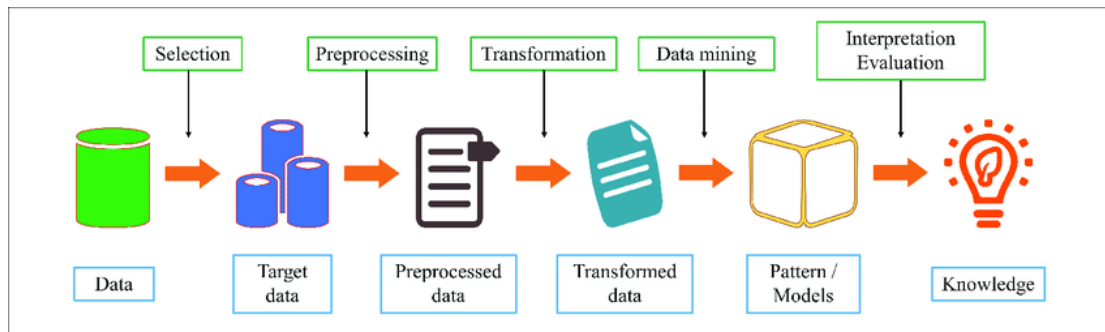 Selection
Preprocessing
Transformation
Data mining
Interpretation
Evaluation
Data
Target
data
Preprocessed
data
Transformed
data
Pattern /
Models
Knowledge